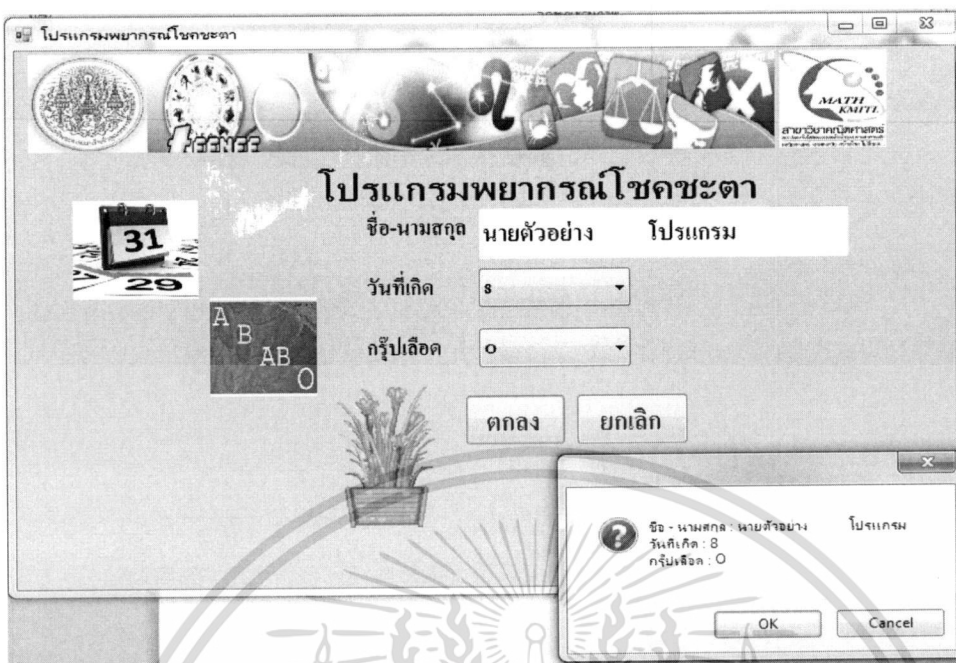 โปรแกรมพยากรณ์โชคชะตา
teenee
MATH
KMITL
สาขาวิชาคณิตศาสตร์
โปรแกรมพยากรณ์โชคชะตา
31
29
ชื่อ-นามสกุล นายตัวอย่าง โปรแกรม
วันที่เกิด 8
A
B
AB
O
กรุ๊ปเลือด O
ตกลง ยกเลิก
ชื่อ - นามสกุล : นายตัวอย่าง โปรแกรม
วันที่เกิด : 8
กรุ๊ปเลือด : O
OK Cancel